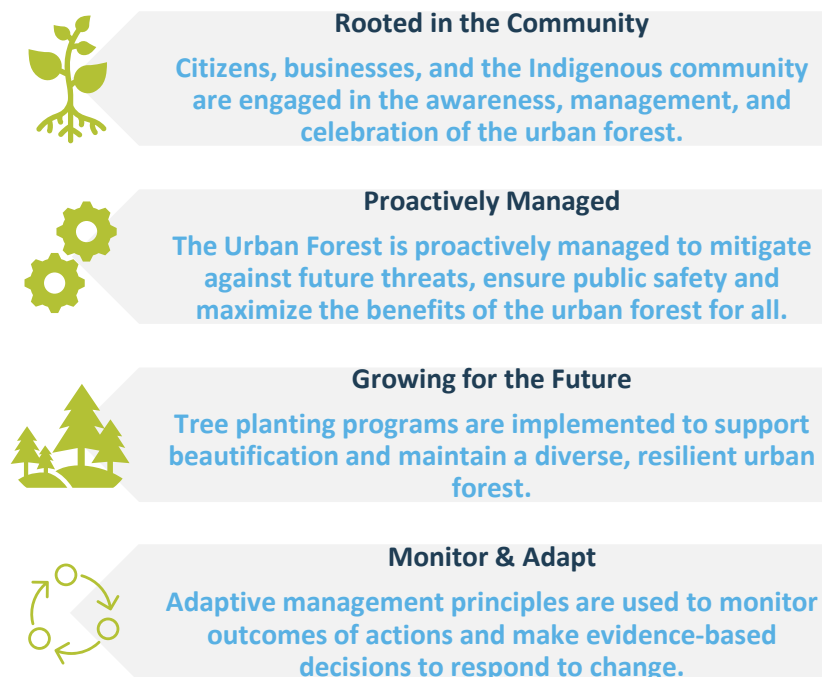 Rooted in the Community
Citizens, businesses, and the Indigenous community
are engaged in the awareness, management, and
celebration of the urban forest.
Proactively Managed
The Urban Forest is proactively managed to mitigate
against future threats, ensure public safety and
maximize the benefits of the urban forest for all.
Growing for the Future
Tree planting programs are implemented to support
beautification and maintain a diverse, resilient urban
forest.
Monitor & Adapt
Adaptive management principles are used to monitor
outcomes of actions and make evidence-based
decisions to respond to change.